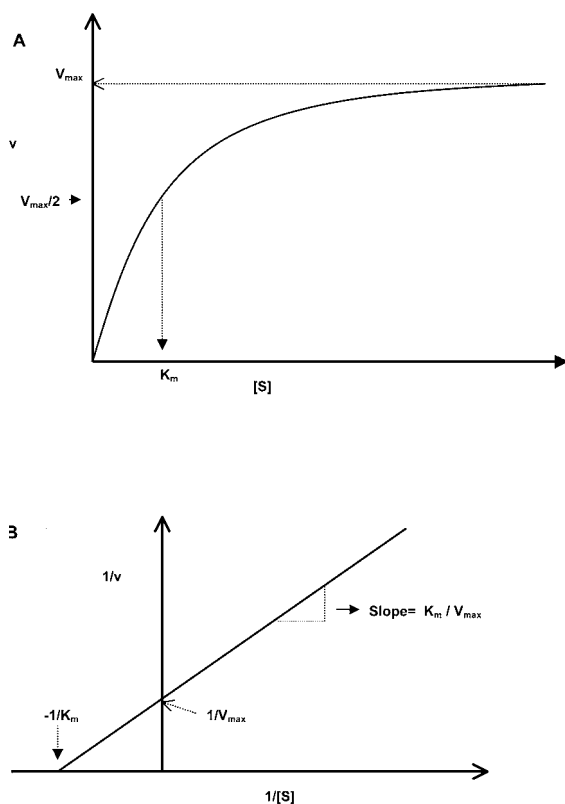 A
Vmax
v
Vmax/2
Km
[S]
B
1/v
Slope= Km / Vmax
-1/Km
1/Vmax
1/[S]